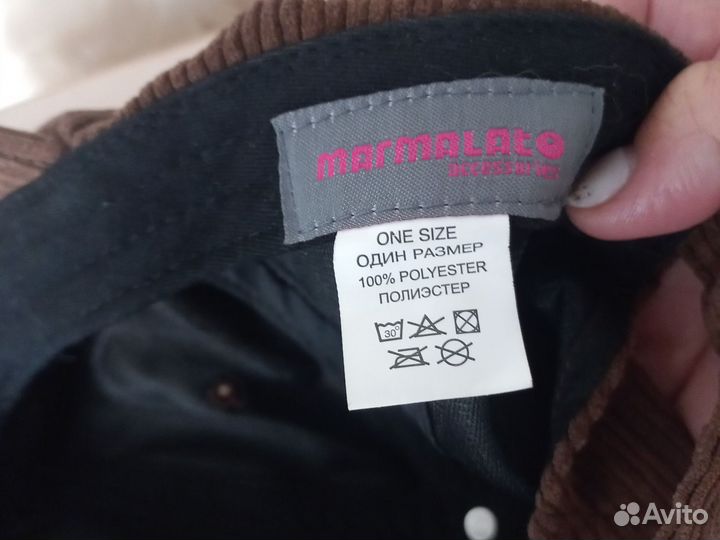 marmalato
accessories
ONE SIZE
ОДИН РАЗМЕР
100% POLYESTER
ПОЛИЭСТЕР
30°
Avito